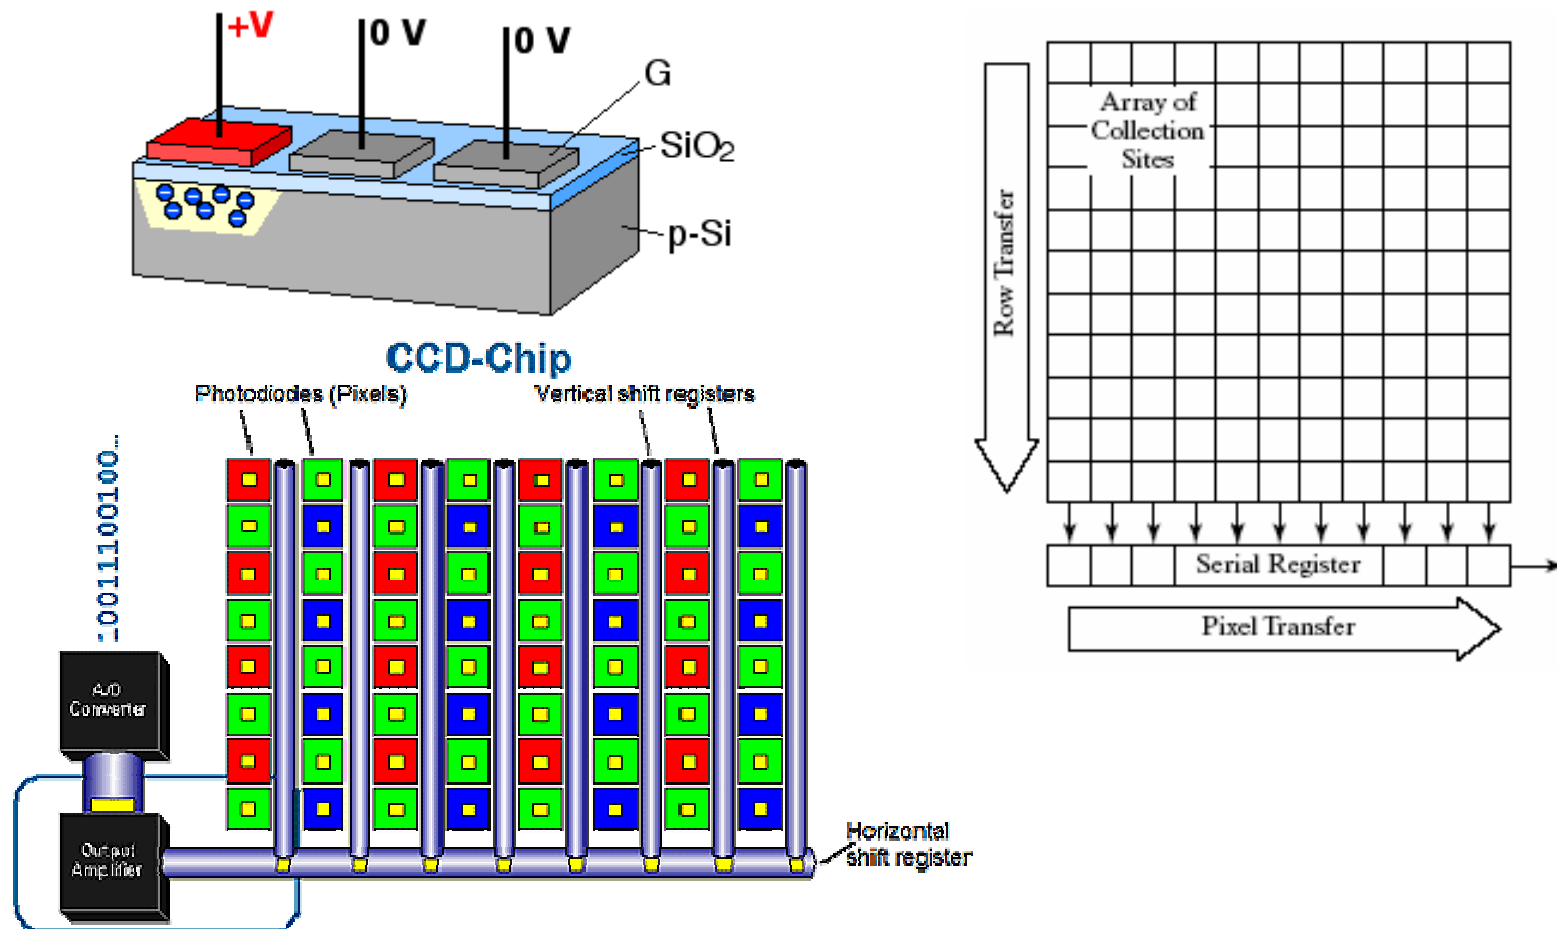 +V
0 V
0 V
G
SiO2
p-Si
CCD-Chip
Photodiodes (Pixels)
Vertical shift registers
10011100100...
A/D
Converter
Output
Amplifier
Horizontal
shift register
Array of
Collection
Sites
Row Transfer
Serial Register
Pixel Transfer